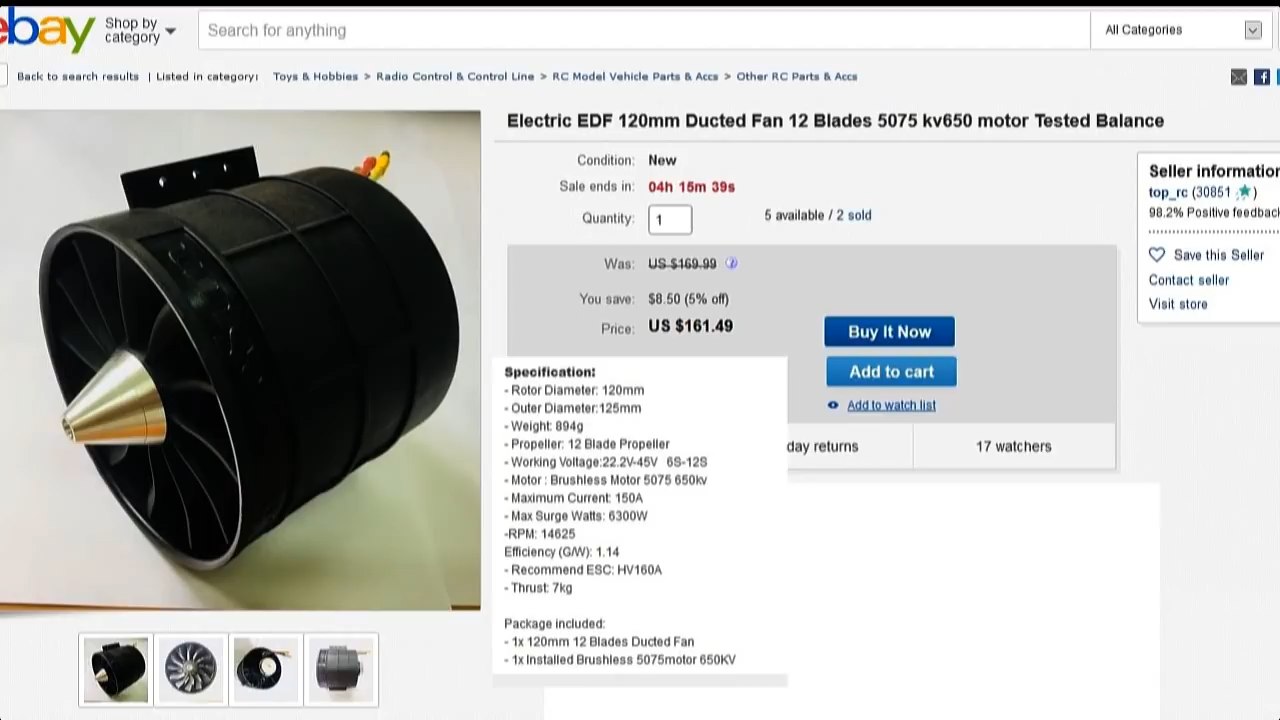 ebay
Shop by
category
Search for anything
All Categories
Back to search results | Listed in category: Toys & Hobbies > Radio Control & Control Line > RC Model Vehicle Parts & Accs > Other RC Parts & Accs
Electric EDF 120mm Ducted Fan 12 Blades 5075 kv650 motor Tested Balance
Condition: New
Sale ends in: 04h 15m 39s
Quantity: 1
5 available / 2 sold
Was: US $169.99
You save: $8.50 (5% off)
Price: US $161.49
Buy It Now
Add to cart
Add to watch list
day returns
17 watchers
Seller information
top_rc (30851 )
98.2% Positive feedback
Save this Seller
Contact seller
Visit store
Specification:
- Rotor Diameter: 120mm
- Outer Diameter:125mm
- Weight: 894g
- Propeller: 12 Blade Propeller
- Working Voltage:22.2V-45V 6S-12S
- Motor : Brushless Motor 5075 650kv
- Maximum Current: 150A
- Max Surge Watts: 6300W
-RPM: 14625
Efficiency (G/W): 1.14
- Recommend ESC: HV160A
- Thrust: 7kg
Package included:
- 1x 120mm 12 Blades Ducted Fan
- 1x Installed Brushless 5075motor 650KV